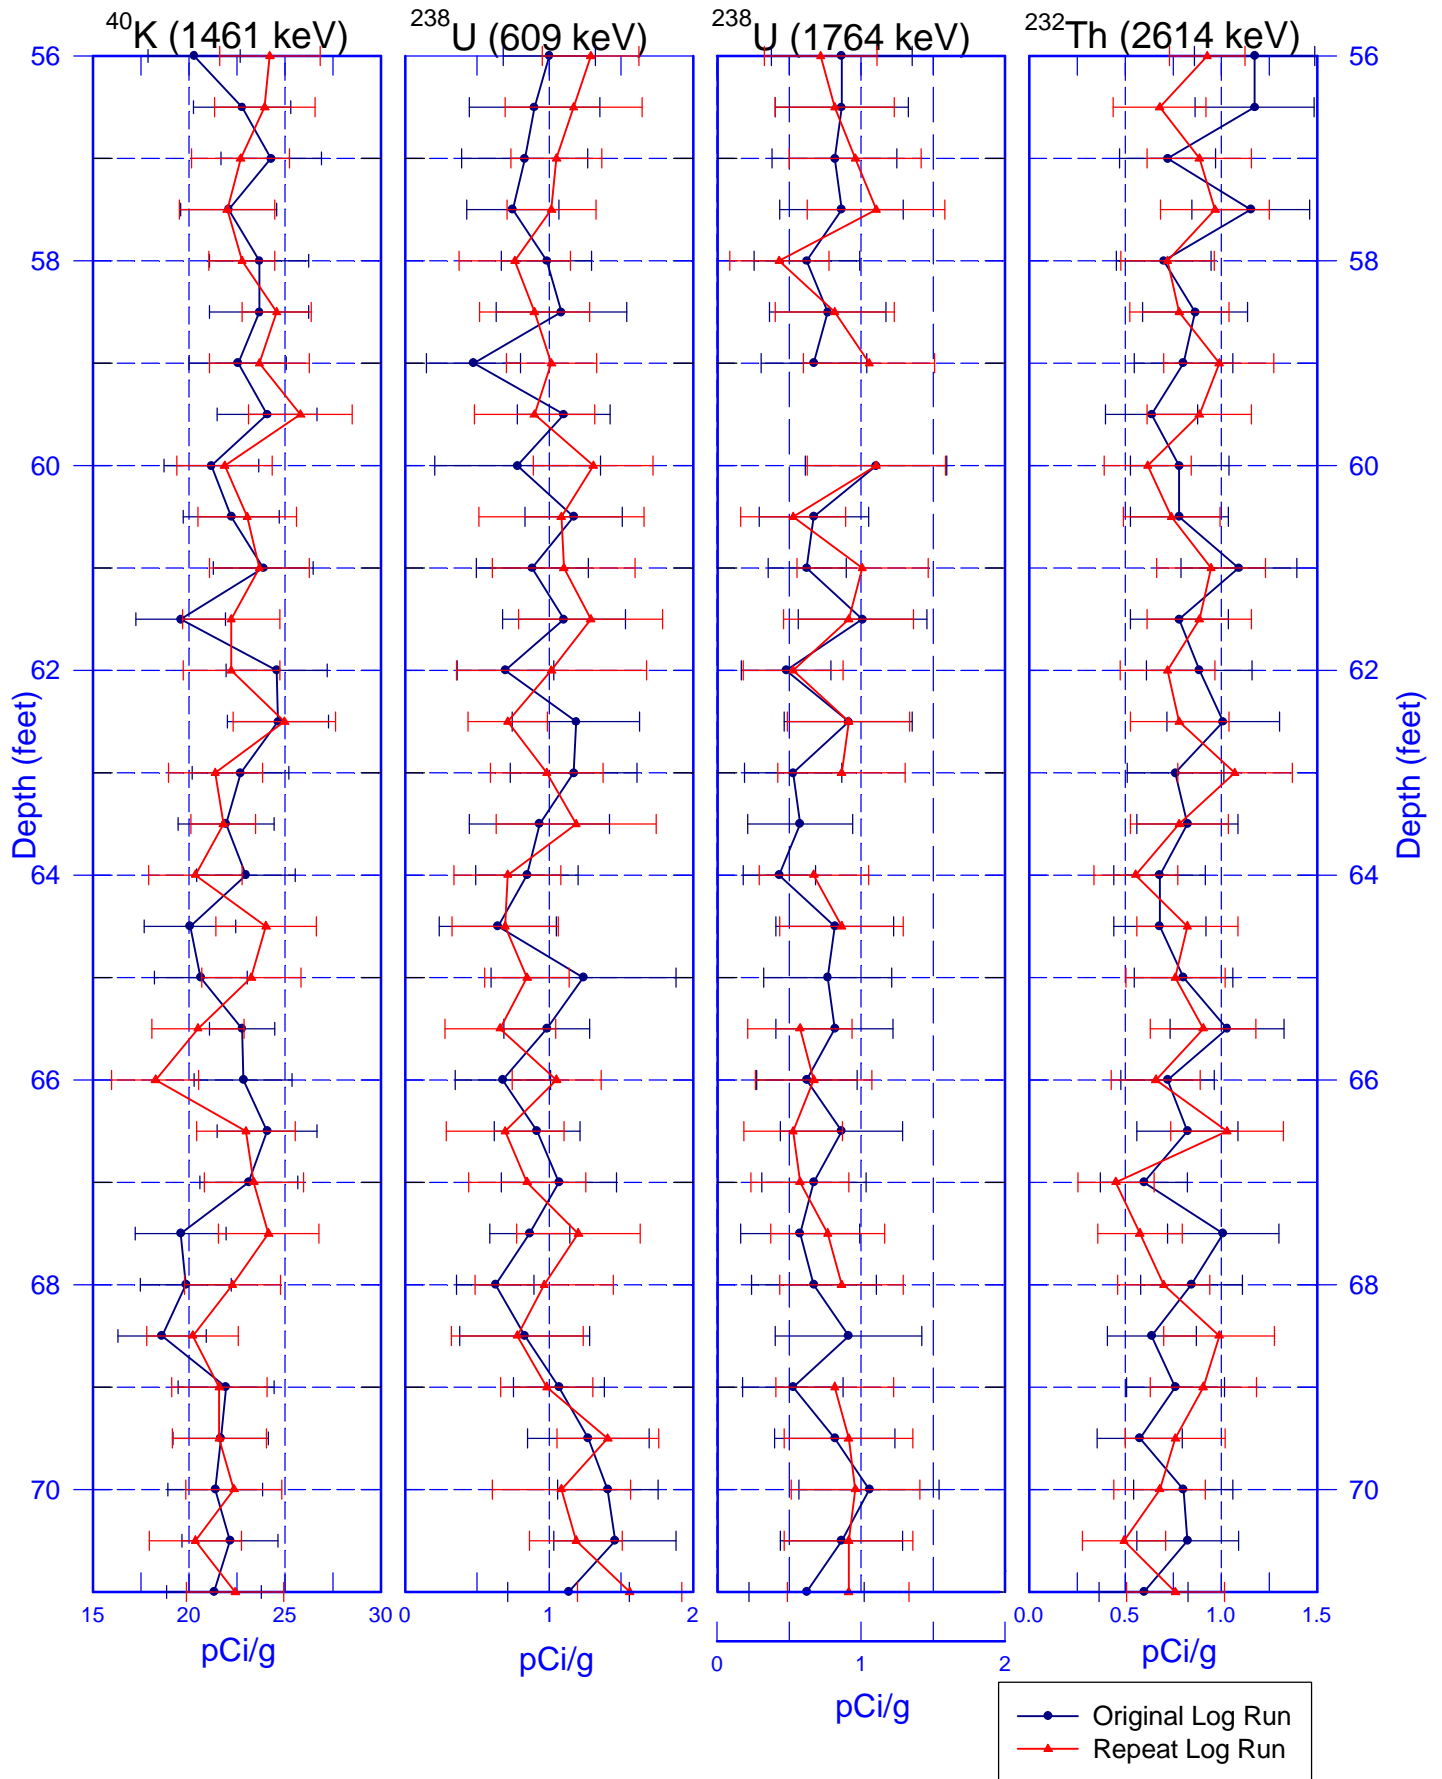 ⁴⁰K (1461 keV) ²³⁸U (609 keV) ²³⁸U (1764 keV) ²³²Th (2614 keV)
56 56
58 58
60 60
62 62
64 64
66 66
68 68
70 70
Depth (feet) Depth (feet)
15 20 25 30 0 1 2 0.0 0.5 1.0 1.5
pCi/g pCi/g pCi/g
0 1 2
pCi/g
Original Log Run
Repeat Log Run